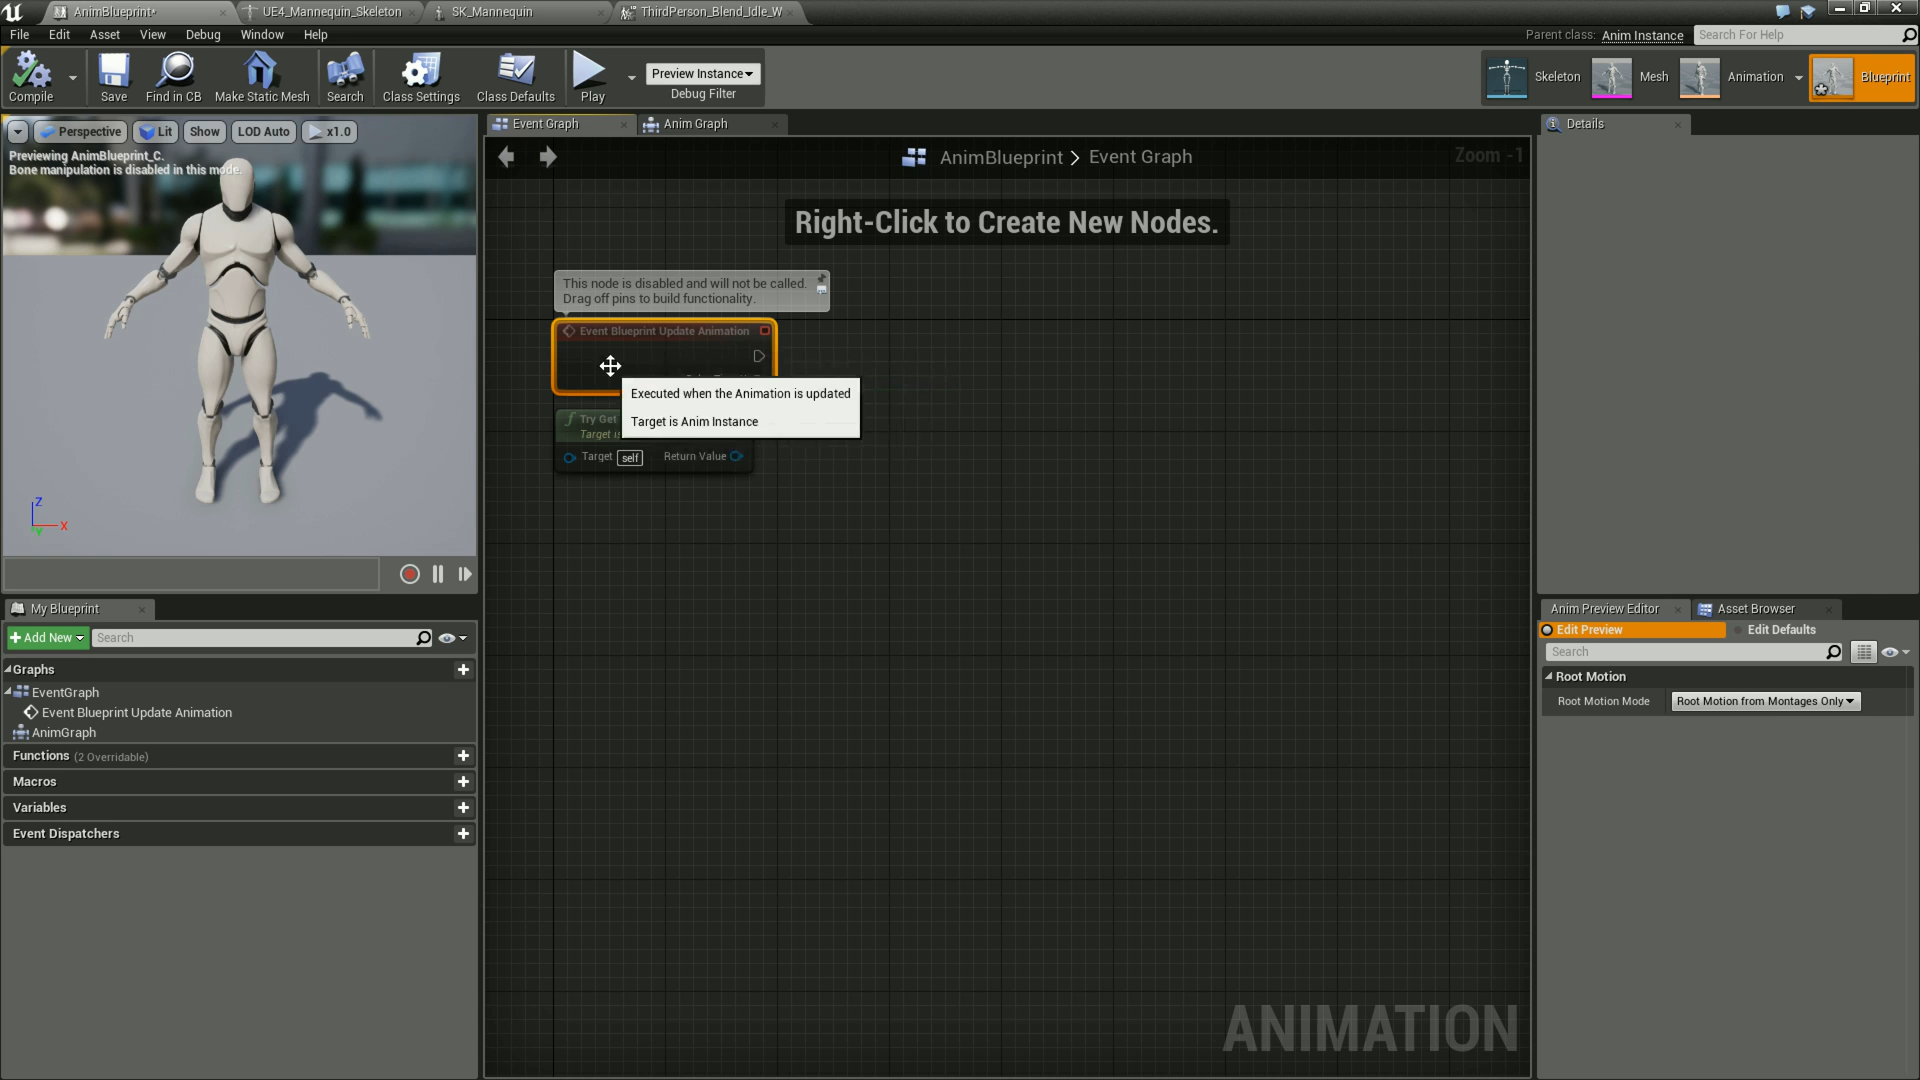 AnimBlueprint*
UE4_Mannequin_Skeleton
SK_Mannequin
ThirdPerson_Blend_Idle_W
File Edit Asset View Debug Window Help
Parent class: Anim Instance
Search For Help
Compile
Save
Find in CB
Make Static Mesh
Search
Class Settings
Class Defaults
Play
Preview Instance
Debug Filter
Skeleton
Mesh
Animation
Blueprint
Perspective
Lit
Show
LOD Auto
x1.0
Previewing AnimBlueprint_C.
Bone manipulation is disabled in this mode.
Z
X
Y
Event Graph
Anim Graph
AnimBlueprint > Event Graph
Zoom -1
Right-Click to Create New Nodes.
This node is disabled and will not be called.
Drag off pins to build functionality.
Event Blueprint Update Animation
Executed when the Animation is updated
Target is Anim Instance
Try Get
Target
Target self
Return Value
ANIMATION
My Blueprint
Add New
Search
Graphs
EventGraph
Event Blueprint Update Animation
AnimGraph
Functions (2 Overridable)
Macros
Variables
Event Dispatchers
Details
Anim Preview Editor
Asset Browser
Edit Preview
Edit Defaults
Search
Root Motion
Root Motion Mode
Root Motion from Montages Only